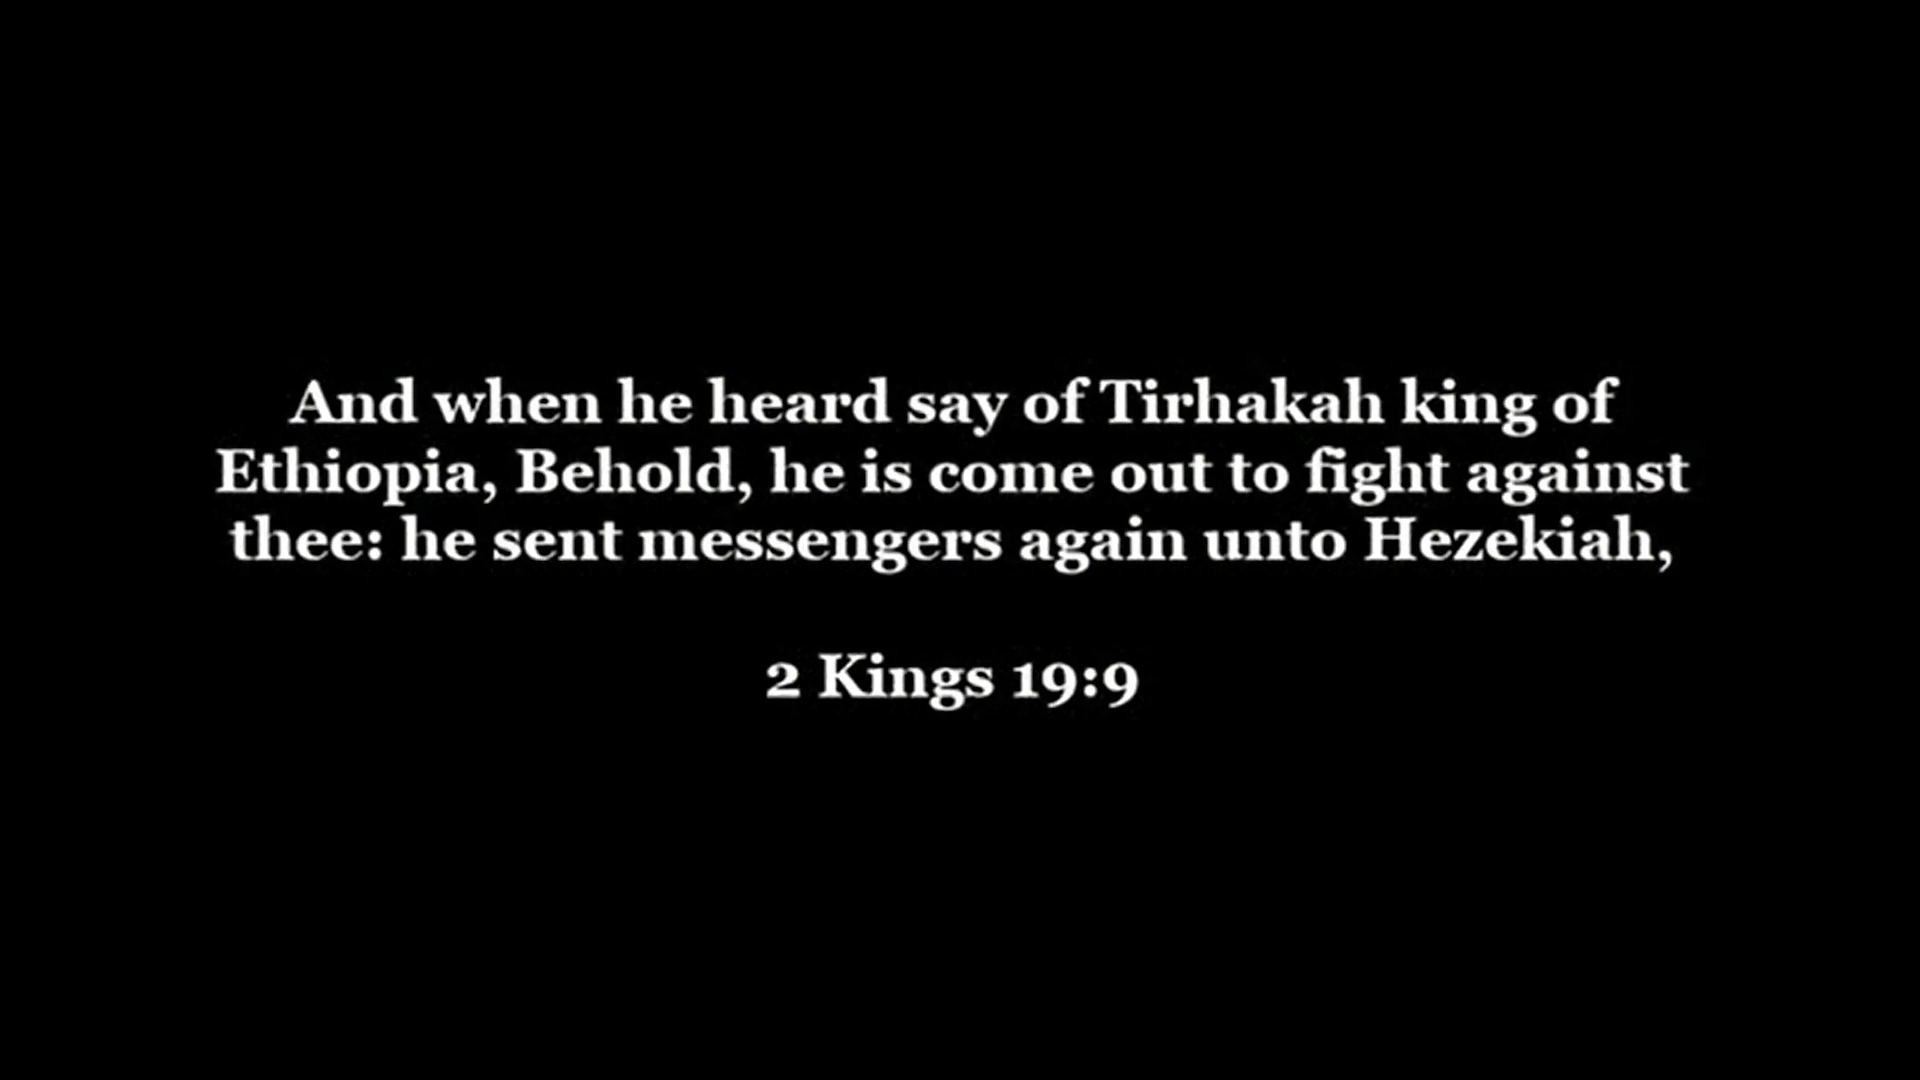 And when he heard say of Tirhakah king of
Ethiopia, Behold, he is come out to fight against
thee: he sent messengers again unto Hezekiah,
2 Kings 19:9